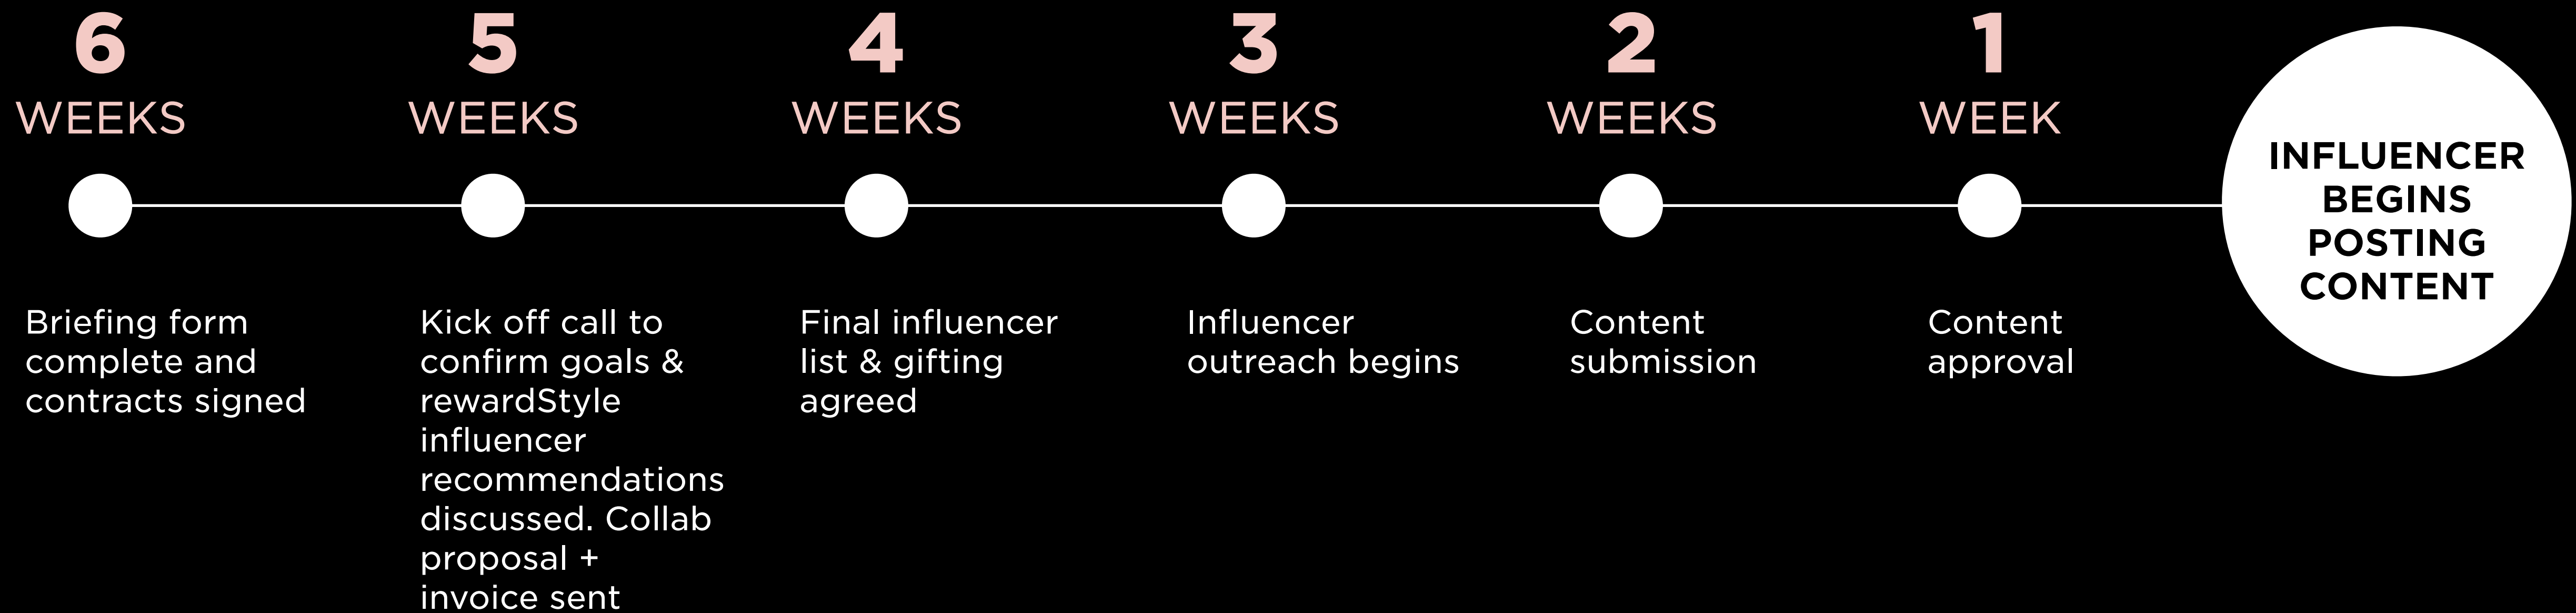 6
WEEKS
Briefing form
complete and
contracts signed
5
WEEKS
Kick off call to
confirm goals &
rewardStyle
influencer
recommendations
discussed. Collab
proposal +
invoice sent
4
WEEKS
Final influencer
list & gifting
agreed
3
WEEKS
Influencer
outreach begins
2
WEEKS
Content
submission
1
WEEK
Content
approval
INFLUENCER
BEGINS
POSTING
CONTENT